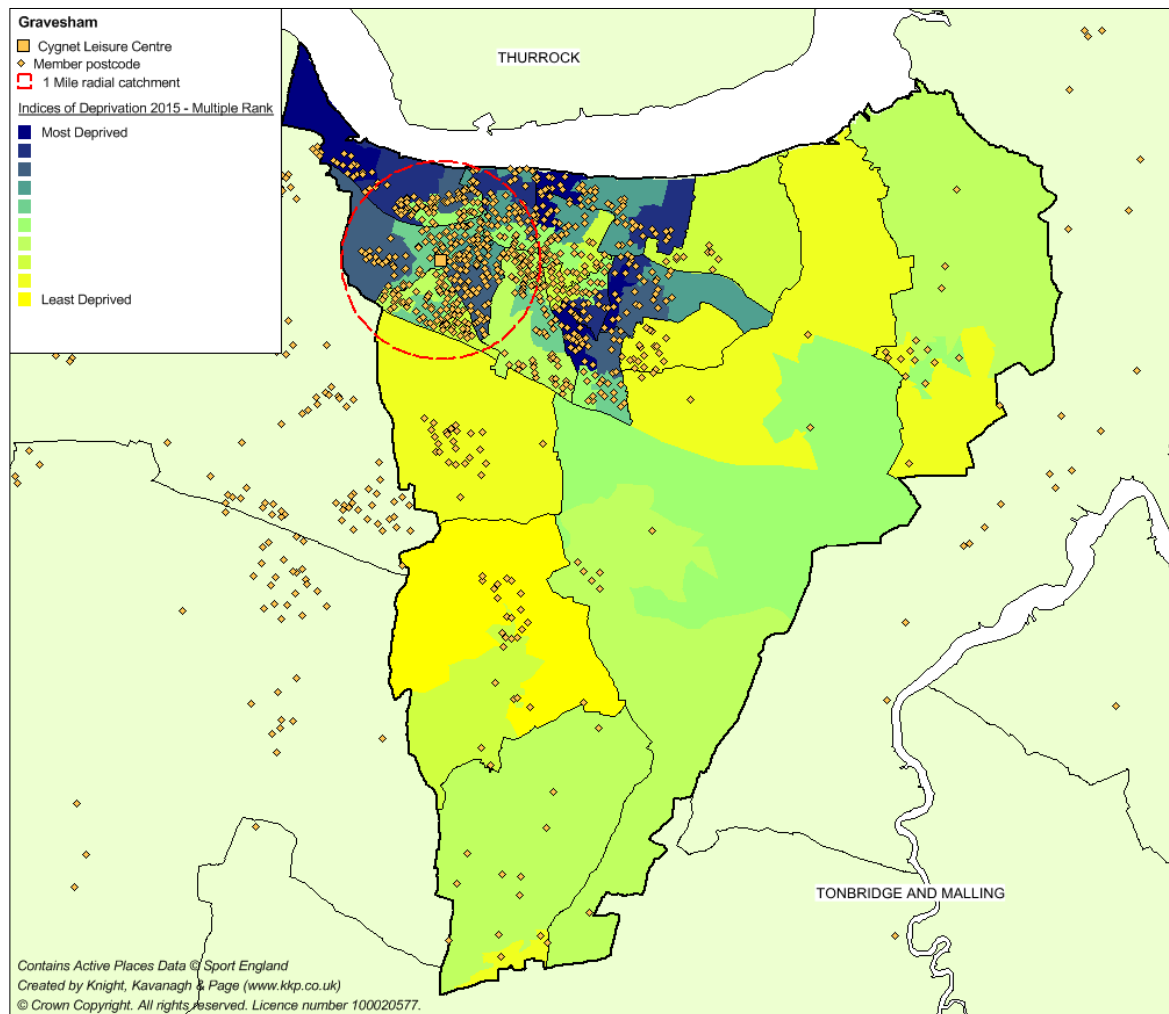 Gravesham
Cygnet Leisure Centre
Member postcode
1 Mile radial catchment
Indices of Deprivation 2015 - Multiple Rank
Most Deprived
Least Deprived
THURROCK
TONBRIDGE AND MALLING
Contains Active Places Data © Sport England
Created by Knight, Kavanagh & Page (www.kkp.co.uk)
© Crown Copyright. All rights reserved. Licence number 100020577.